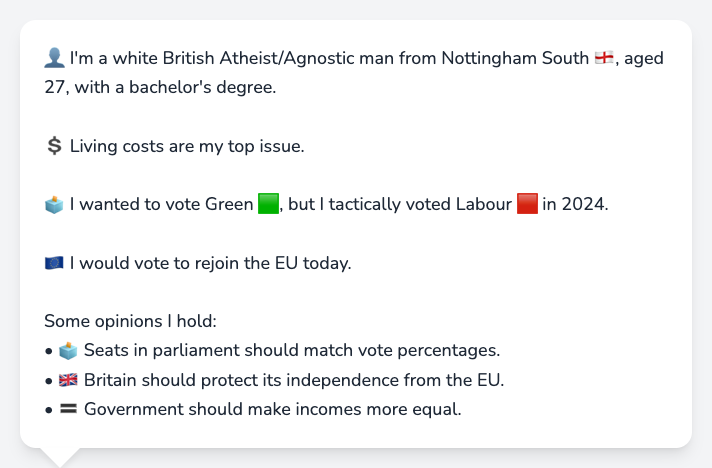 👤 I'm a white British Atheist/Agnostic man from Nottingham South 🏴󠁧󠁢󠁥󠁮󠁧󠁿, aged
27, with a bachelor's degree.
💲 Living costs are my top issue.
🗳️ I wanted to vote Green 🟩, but I tactically voted Labour 🟥 in 2024.
🇪🇺 I would vote to rejoin the EU today.
Some opinions I hold:
• 🗳️ Seats in parliament should match vote percentages.
• 🇬🇧 Britain should protect its independence from the EU.
• 🟰 Government should make incomes more equal.